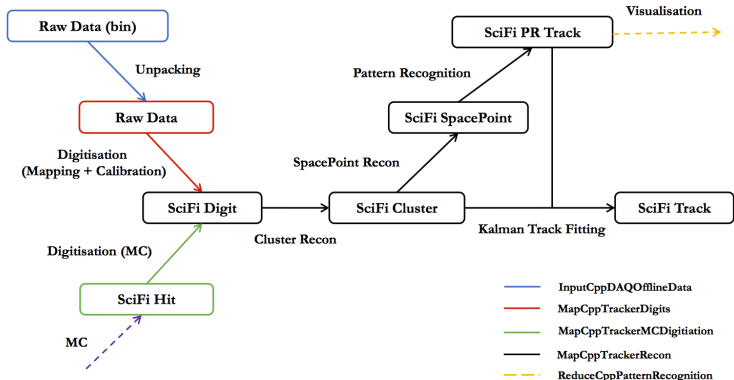 Visualisation
Raw Data (bin)
SciFi PR Track
Unpacking
Pattern Recognition
Raw Data
SciFi SpacePoint
Digitisation
(Mapping + Calibration)
SpacePoint Recon
SciFi Digit
SciFi Cluster
SciFi Track
Cluster Recon
Kalman Track Fitting
Digitisation (MC)
SciFi Hit
MC
InputCppDAQOfflineData
MapCppTrackerDigits
MapCppTrackerMCDigitiation
MapCppTrackerRecon
ReduceCppPatternRecognition